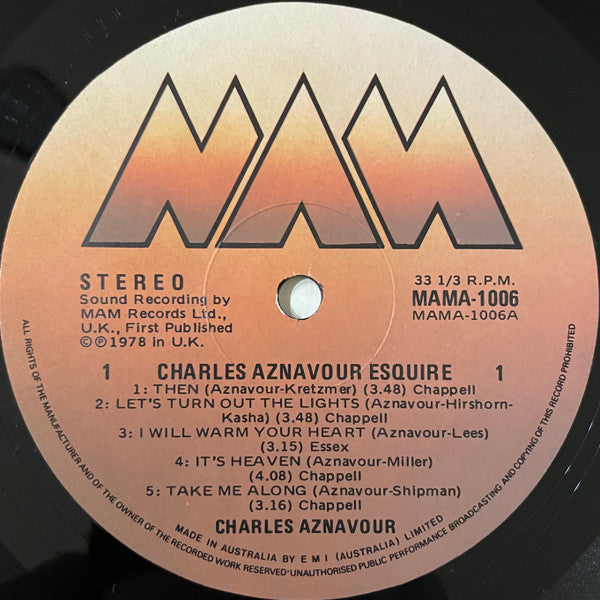 MAM
STEREO
Sound Recording by
MAM Records Ltd.,
U.K., First Published
©℗1978 in U.K.
33 1/3 R.P.M.
MAMA-1006
MAMA-1006A
1 CHARLES AZNAVOUR ESQUIRE 1
1: THEN (Aznavour-Kretzmer) (3.48) Chappell
2: LET'S TURN OUT THE LIGHTS (Aznavour-Hirshorn-
Kasha) (3.48) Chappell
3: I WILL WARM YOUR HEART (Aznavour-Lees)
(3.15) Essex
4: IT'S HEAVEN (Aznavour-Miller)
(4.08) Chappell
5: TAKE ME ALONG (Aznavour-Shipman)
(3.16) Chappell
CHARLES AZNAVOUR
MADE IN AUSTRALIA BY E M I (AUSTRALIA) LIMITED
ALL RIGHTS OF THE MANUFACTURER AND OF THE OWNER OF THE RECORDED WORK RESERVED·UNAUTHORISED PUBLIC PERFORMANCE BROADCASTING AND COPYING OF THIS RECORD PROHIBITED